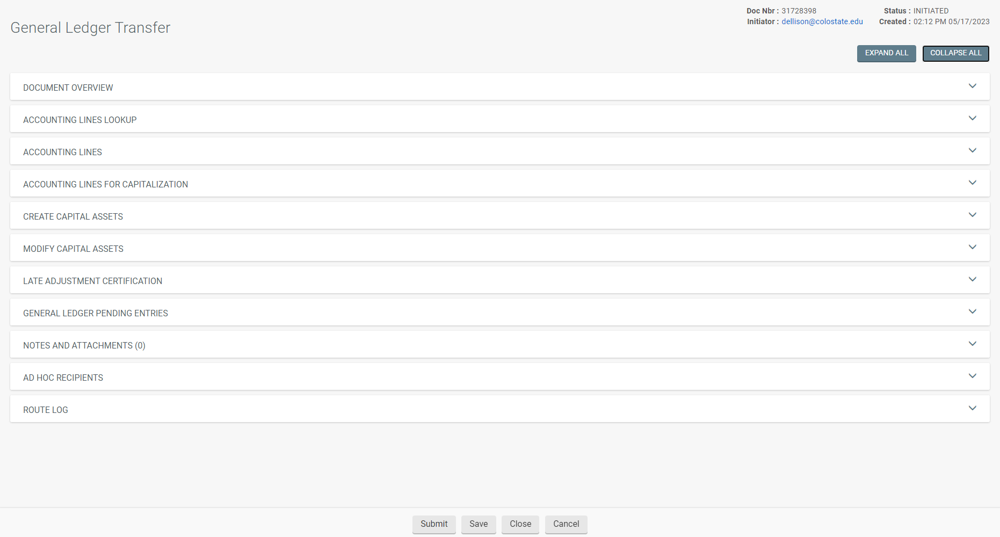 General Ledger Transfer
Doc Nbr : 31728398 Status : INITIATED
Initiator : dellison@colostate.edu Created : 02:12 PM 05/17/2023
EXPAND ALL COLLAPSE ALL
DOCUMENT OVERVIEW
ACCOUNTING LINES LOOKUP
ACCOUNTING LINES
ACCOUNTING LINES FOR CAPITALIZATION
CREATE CAPITAL ASSETS
MODIFY CAPITAL ASSETS
LATE ADJUSTMENT CERTIFICATION
GENERAL LEDGER PENDING ENTRIES
NOTES AND ATTACHMENTS (0)
AD HOC RECIPIENTS
ROUTE LOG
Submit Save Close Cancel